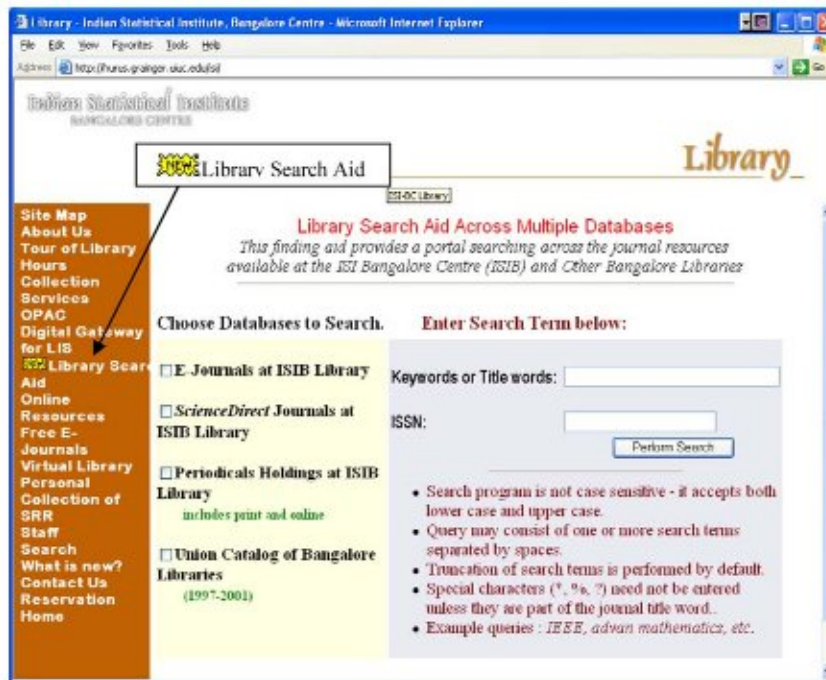 Library - Indian Statistical Institute, Bangalore Centre - Microsoft Internet Explorer
File Edit View Favorites Tools Help
Address http://hurus.grainger.uiuc.edu/isi/
Go
Indian Statistical Institute
BANGALORE CENTRE
NEW Library Search Aid
Library
ISI-BC Library
Site Map
About Us
Tour of Library
Hours
Collection
Services
OPAC
Digital Gateway
for LIS
Library Sear
Aid
Online
Resources
Free E-
Journals
Virtual Library
Personal
Collection of
SRR
Staff
Search
What is new?
Contact Us
Reservation
Home
Library Search Aid Across Multiple Databases
This finding aid provides a portal searching across the journal resources
available at the ISI Bangalore Centre (ISIB) and Other Bangalore Libraries
Choose Databases to Search.
E-Journals at ISIB Library
ScienceDirect Journals at
ISIB Library
Periodicals Holdings at ISIB
Library
includes print and online
Union Catalog of Bangalore
Libraries
(1997-2001)
Enter Search Term below:
Keywords or Title words:
ISSN:
Perform Search
• Search program is not case sensitive - it accepts both
lower case and upper case.
• Query may consist of one or more search terms
separated by spaces.
• Truncation of search terms is performed by default.
• Special characters (*, %, ?) need not be entered
unless they are part of the journal title word..
• Example queries : IEEE, advan mathematics, etc.